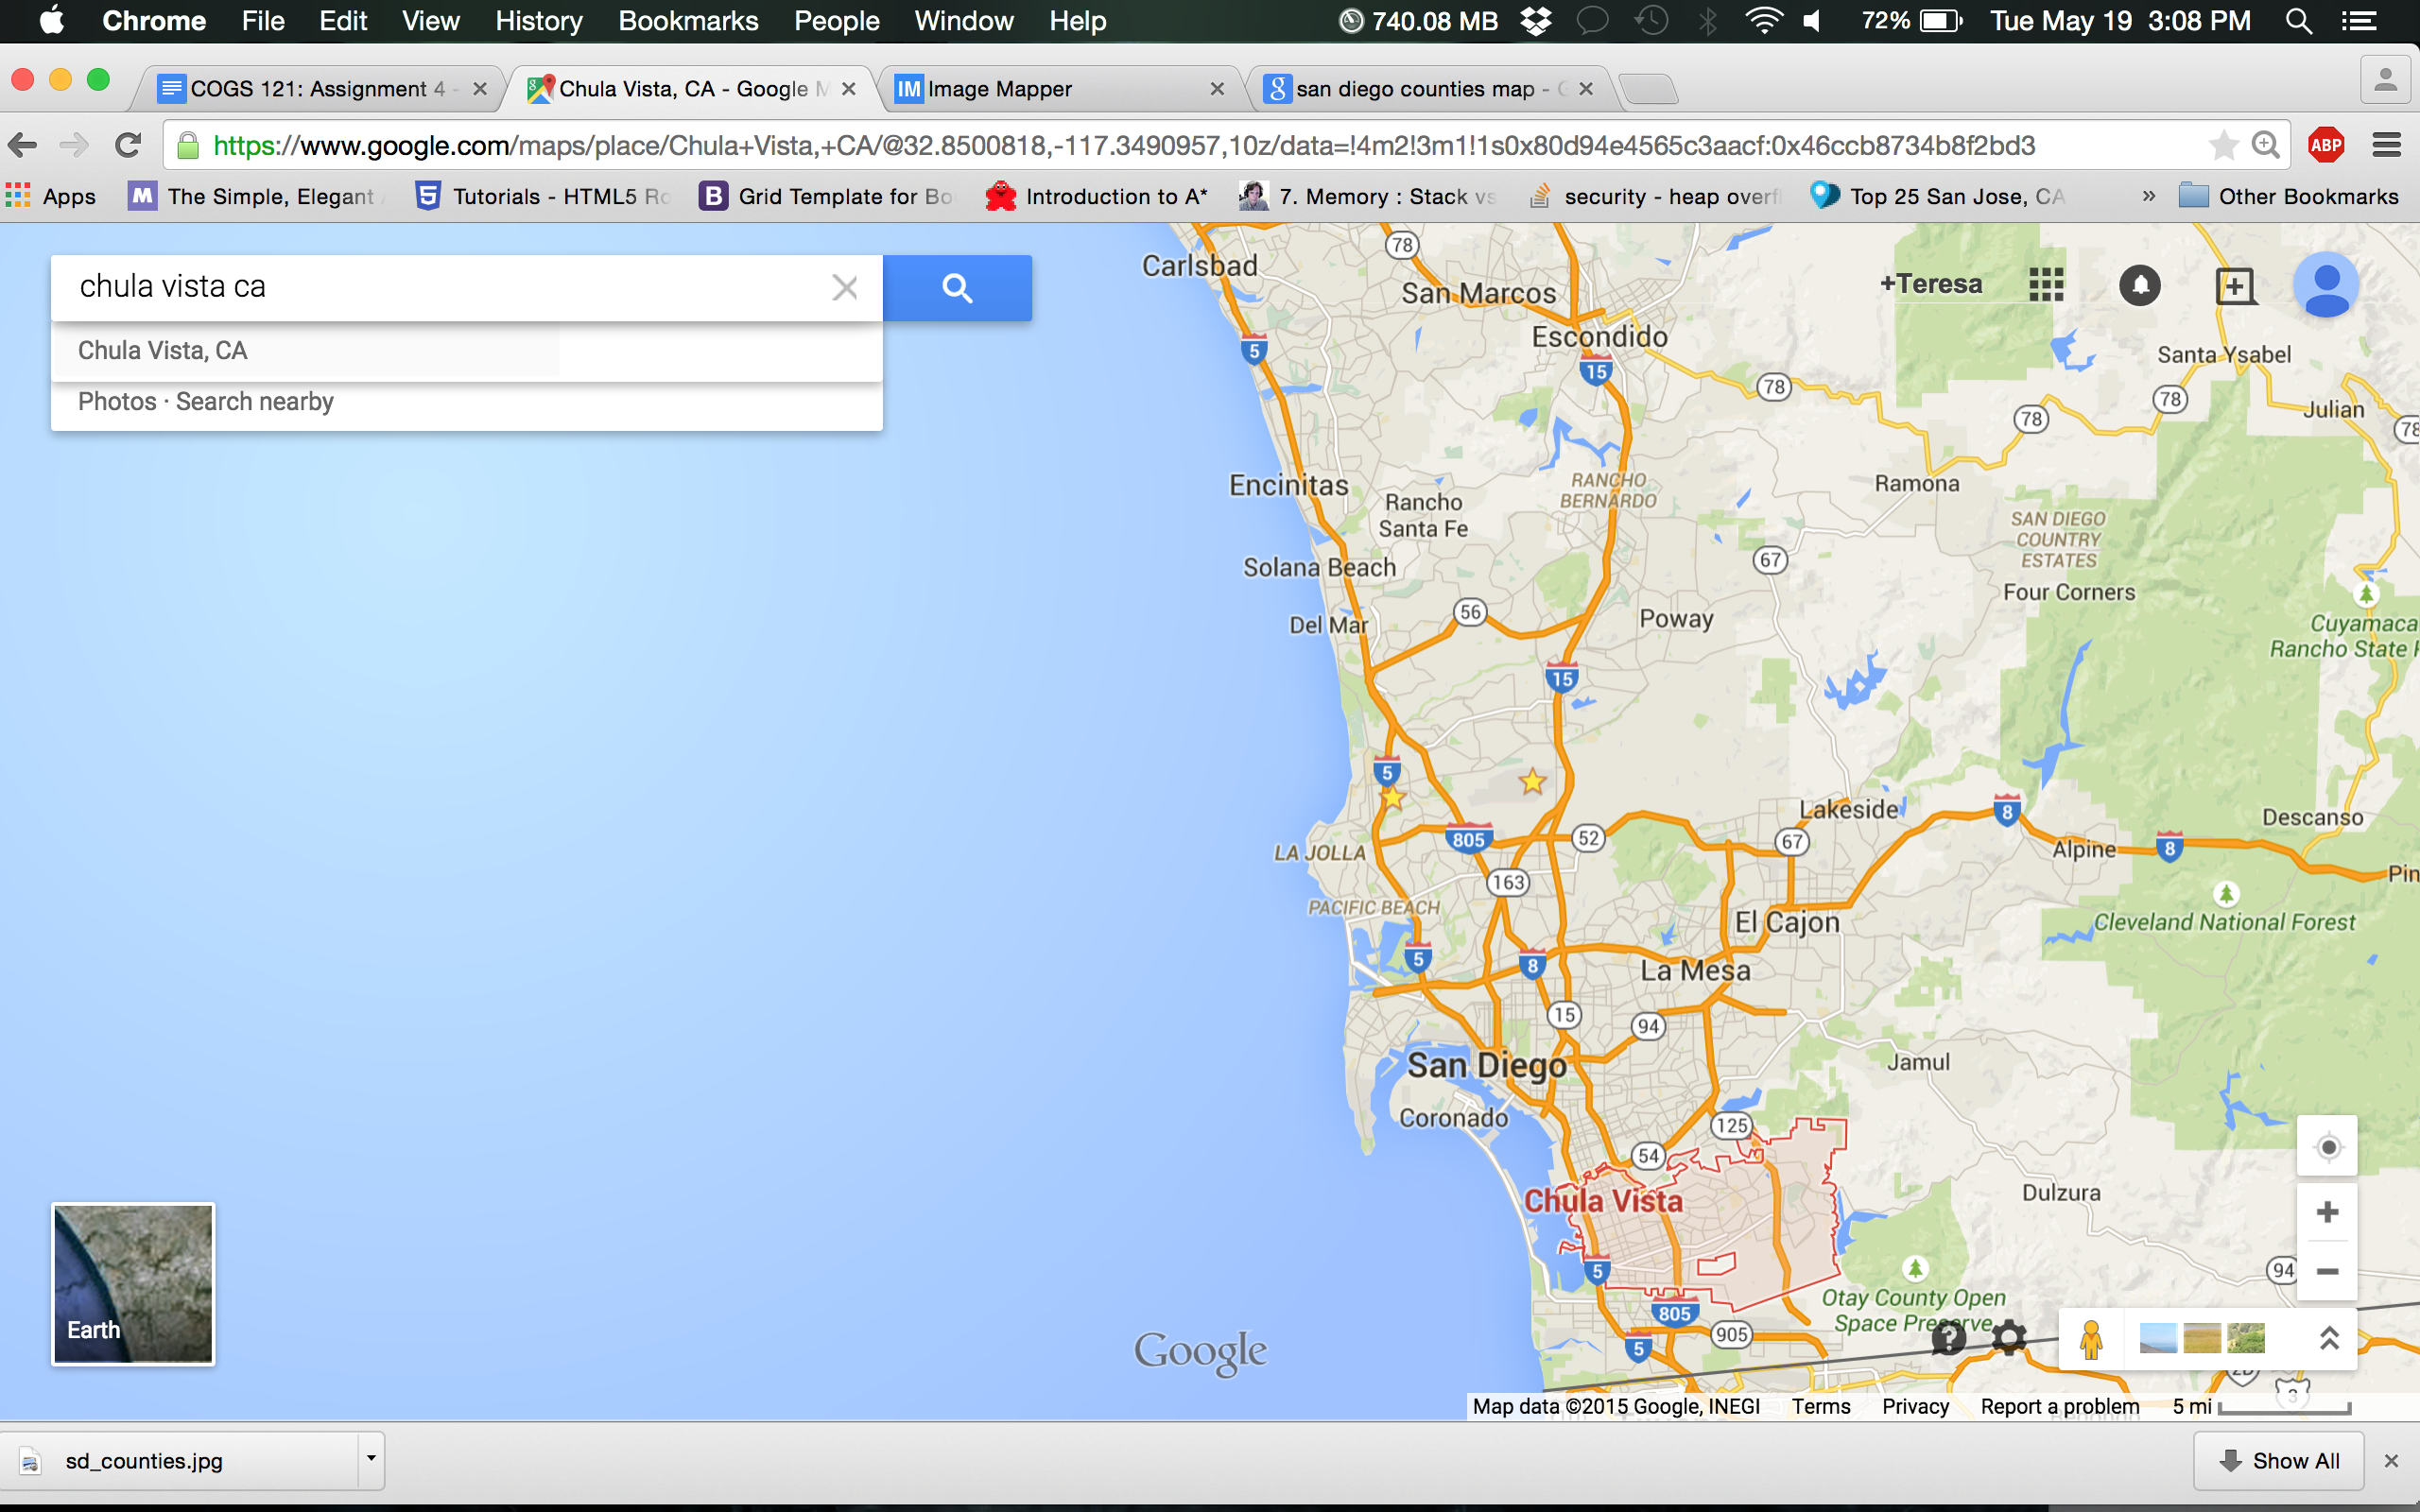 Chrome File Edit View History Bookmarks People Window Help 740.08 MB 72% Tue May 19 3:08 PM
COGS 121: Assignment 4 - Chula Vista, CA - Google M IM Image Mapper g san diego counties map - G
https://www.google.com/maps/place/Chula+Vista,+CA/@32.8500818,-117.3490957,10z/data=!4m2!3m1!1s0x80d94e4565c3aacf:0x46ccb8734b8f2bd3 ABP
Apps M The Simple, Elegant 5 Tutorials - HTML5 Ro B Grid Template for Bo Introduction to A* 7. Memory : Stack vs security - heap overfl Top 25 San Jose, CA » Other Bookmarks
chula vista ca
Chula Vista, CA
Photos · Search nearby
+Teresa
Carlsbad
78
San Marcos
Escondido
5
15
Santa Ysabel
78
78
78
Julian
78
Encinitas
Rancho
Santa Fe
RANCHO
BERNARDO
Ramona
SAN DIEGO
COUNTRY
ESTATES
67
Four Corners
Solana Beach
Del Mar
56
Poway
Cuyamaca
Rancho State
15
5
Lakeside
8
Descanso
805
52
67
LA JOLLA
Alpine
8
Pin
163
PACIFIC BEACH
El Cajon
Cleveland National Forest
5
8
La Mesa
15
94
San Diego
Jamul
Coronado
125
54
Chula Vista
Dulzura
5
94
Otay County Open
Space Preserve
805
905
5
2D
3
Earth
Google
Map data ©2015 Google, INEGI Terms Privacy Report a problem 5 mi
sd_counties.jpg Show All